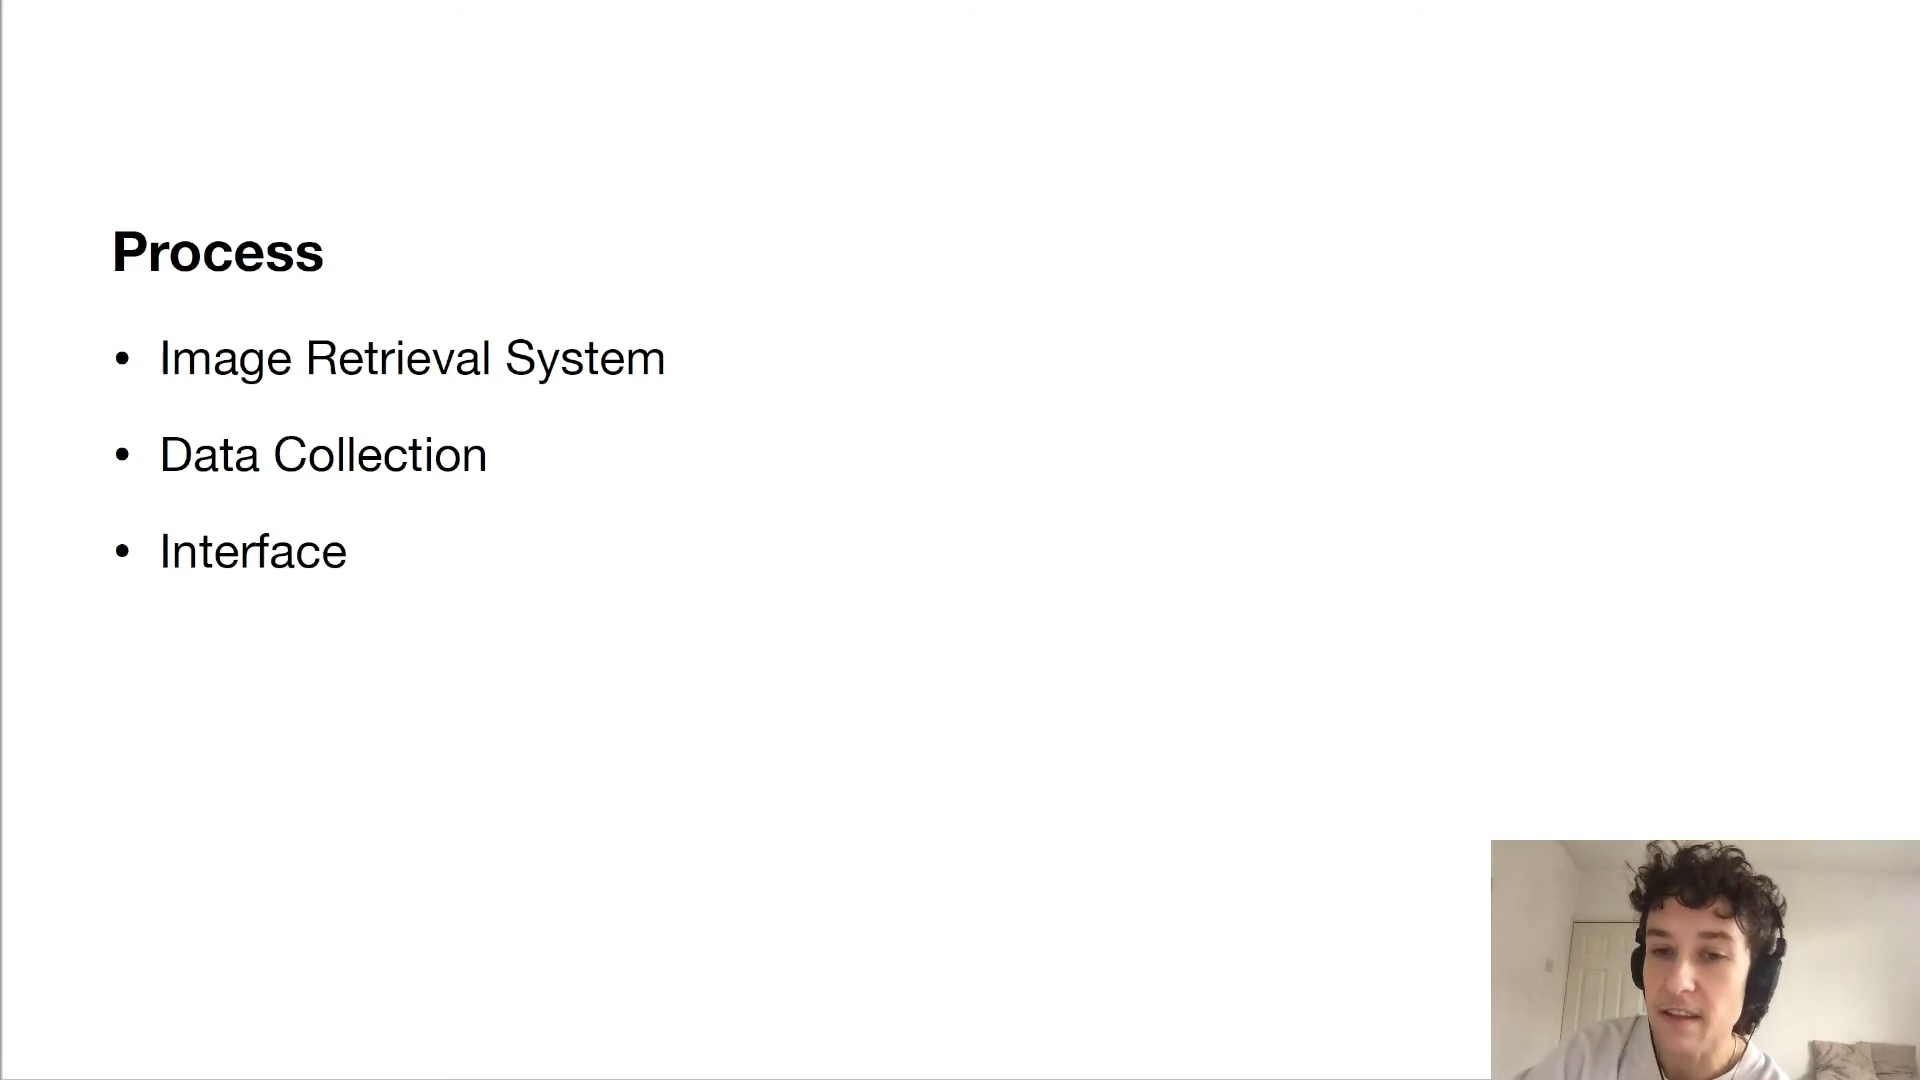 Process
• Image Retrieval System
• Data Collection
• Interface